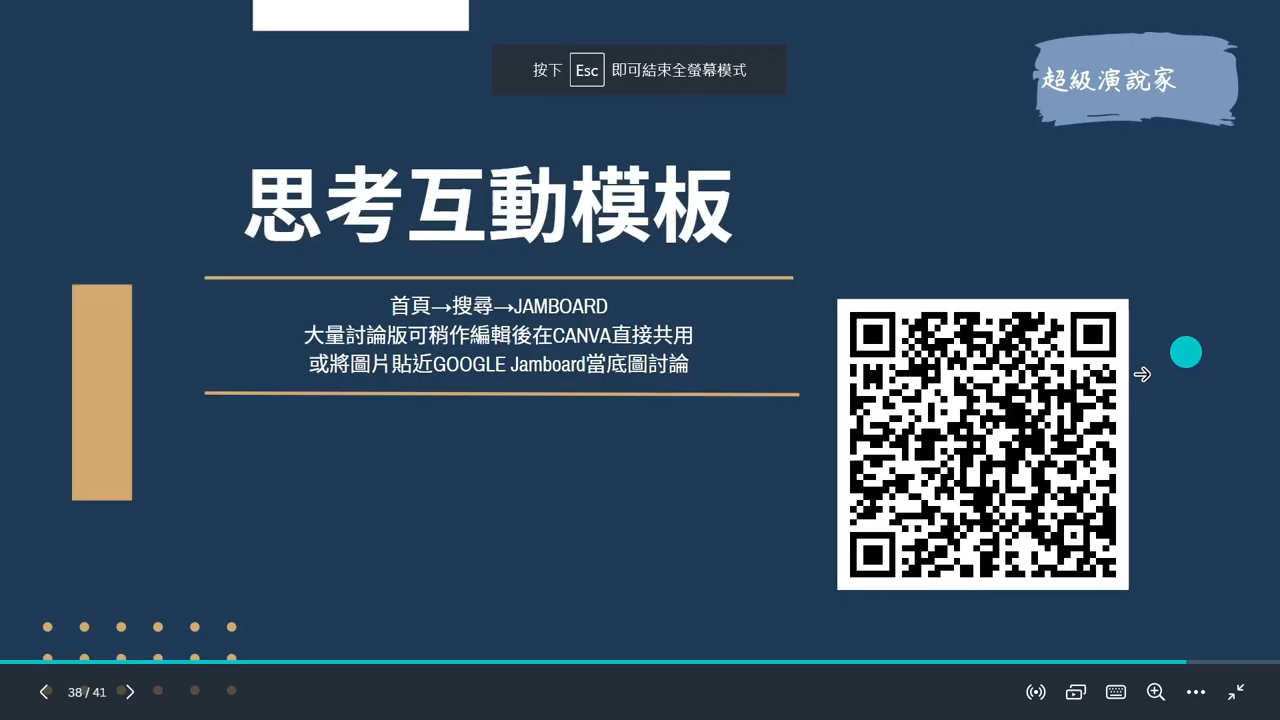 按下 Esc 即可結束全螢幕模式
超級演說家
思考互動模板
首頁→搜尋→JAMBOARD
大量討論版可稍作編輯後在CANVA直接共用
或將圖片貼近GOOGLE Jamboard當底圖討論
38 / 41